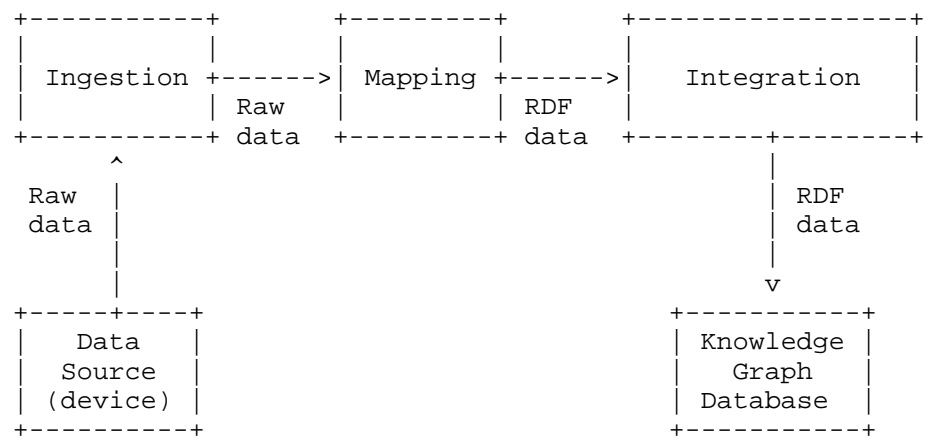 Ingestion
Mapping
Integration
Raw
data
RDF
data
Raw
data
RDF
data
Data
Source
(device)
Knowledge
Graph
Database